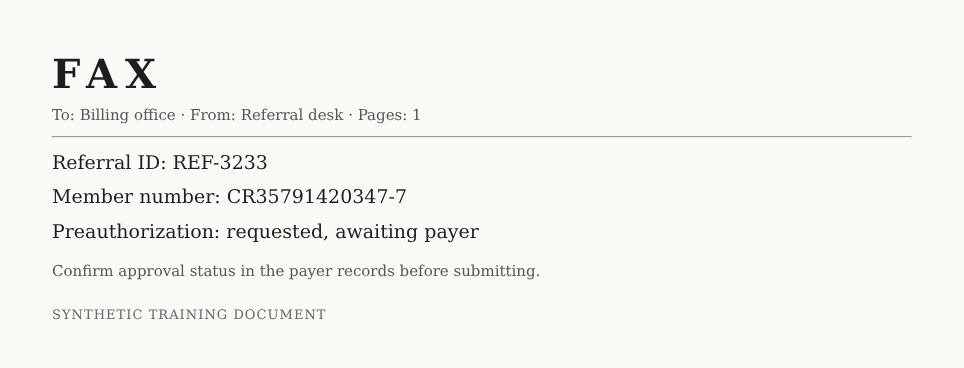 FAX
To: Billing office · From: Referral desk · Pages: 1
Referral ID: REF-3233
Member number: CR35791420347-7
Preauthorization: requested, awaiting payer
Confirm approval status in the payer records before submitting.
SYNTHETIC TRAINING DOCUMENT